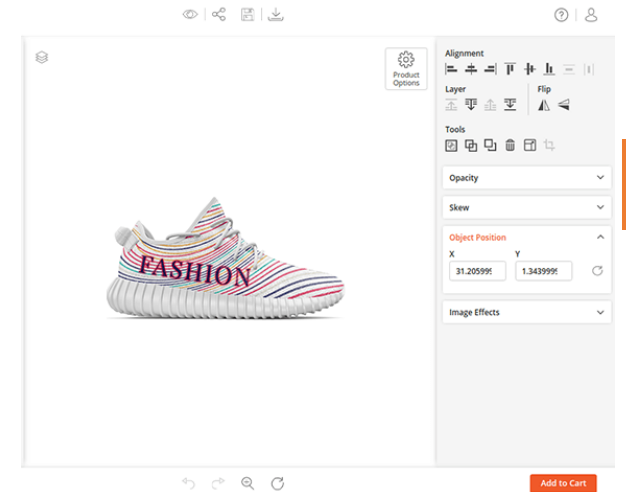 Product
Options
Alignment
Layer
Flip
Tools
Opacity
Skew
Object Position
X
Y
31.205999
1.343999
Image Effects
FASHION
Add to Cart